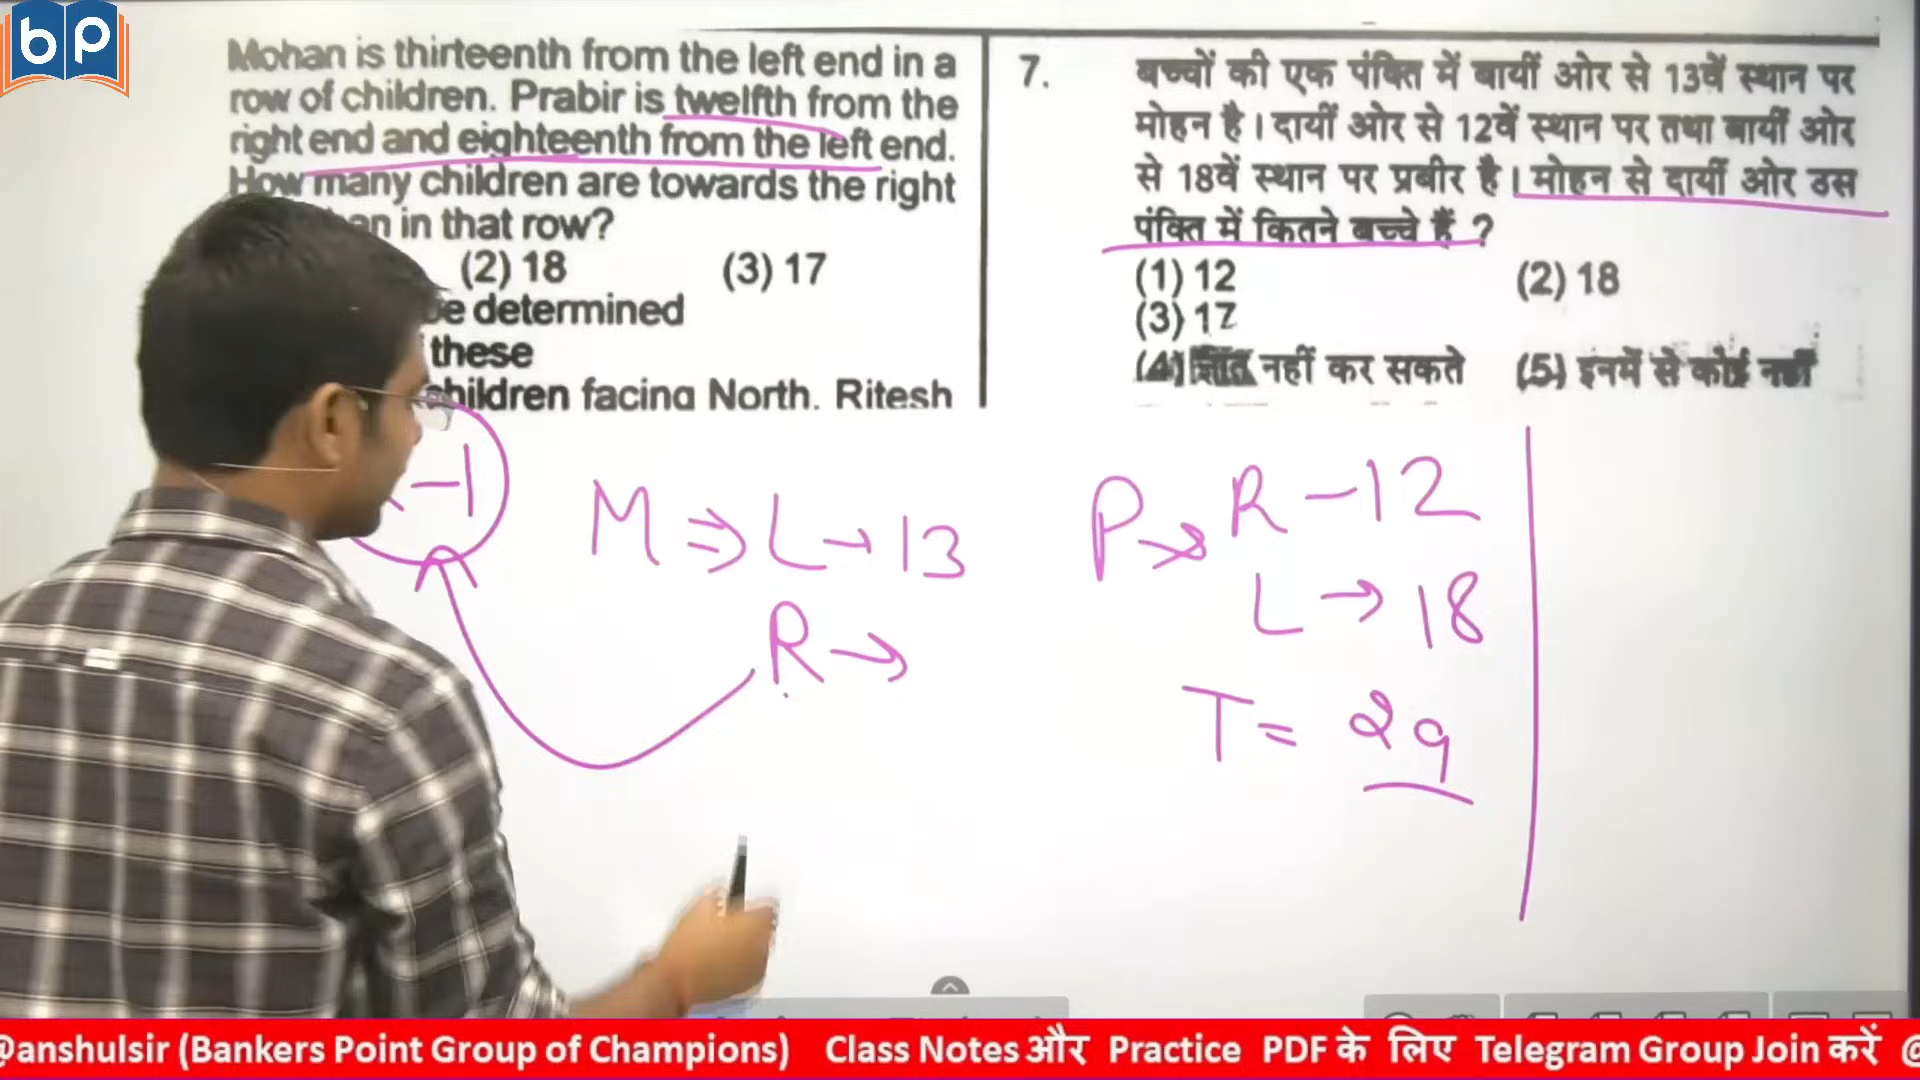 bp
Mohan is thirteenth from the left end in a
row of children. Prabir is twelfth from the
right end and eighteenth from the left end.
How many children are towards the right
in that row?
(2) 18 (3) 17
be determined
these
children facing North. Ritesh
7. बच्चों की एक पंक्ति में बायीं ओर से 13वें स्थान पर
मोहन है। दायीं ओर से 12वें स्थान पर तथा बायीं ओर
से 18वें स्थान पर प्रबीर है। मोहन से दायीं ओर उस
पंक्ति में कितने बच्चे हैं ?
(1) 12 (2) 18
(3) 17
(4) ज्ञात नहीं कर सकते (5) इनमें से कोई नहीं
-1
M ⇒ L → 13
R →
P → R - 12
L → 18
T = 29
@anshulsir (Bankers Point Group of Champions) Class Notes और Practice PDF के लिए Telegram Group Join करें @